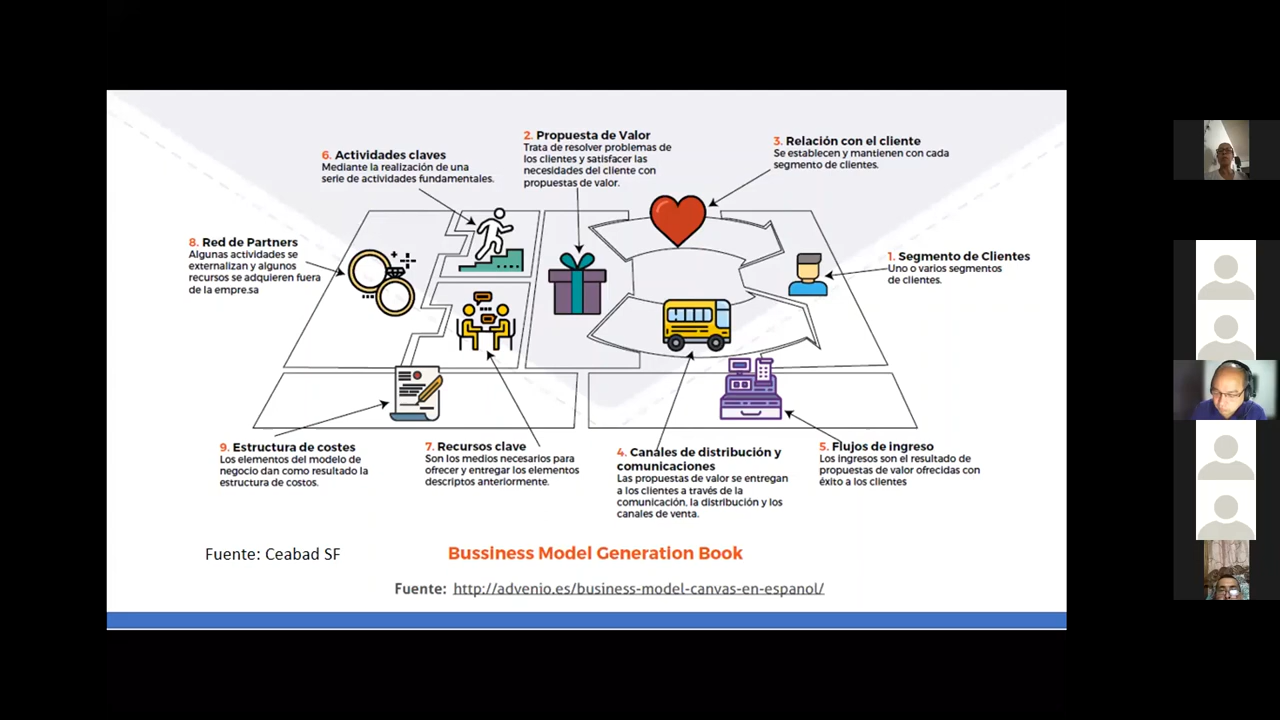 2. Propuesta de Valor
Trata de resolver problemas de
los clientes y satisfacer las
necesidades del cliente con
propuestas de valor.
3. Relación con el cliente
Se establecen y mantienen con cada
segmento de clientes.
6. Actividades claves
Mediante la realización de una
serie de actividades fundamentales.
8. Red de Partners
Algunas actividades se
externalizan y algunos
recursos se adquieren fuera
de la empre.sa
1. Segmento de Clientes
Uno o varios segmentos
de clientes.
9. Estructura de costes
Los elementos del modelo de
negocio dan como resultado la
estructura de costos.
7. Recursos clave
Son los medios necesarios para
ofrecer y entregar los elementos
descriptos anteriormente.
4. Canales de distribución y
comunicaciones
Las propuestas de valor se entregan
a los clientes a través de la
comunicación, la distribución y los
canales de venta.
5. Flujos de ingreso
Los ingresos son el resultado de
propuestas de valor ofrecidas con
éxito a los clientes
Fuente: Ceabad SF
Bussiness Model Generation Book
Fuente: http://advenio.es/business-model-canvas-en-espanol/